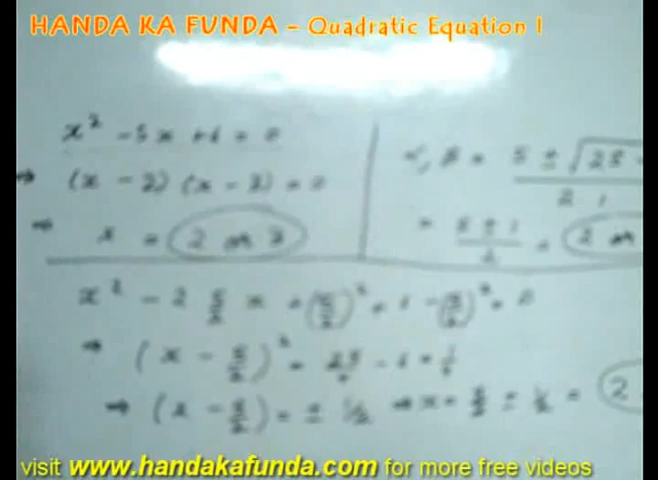 HANDA KA FUNDA - Quadratic Equation I
x² - 5x + 6 = 0
⇒ (x - 2) (x - 3) = 0
⇒ x = 2 or 3
α, β = 5 ± √25 -
2 1
= 5 ± 1 / 2 = 2 or
x² - 2 5/2 x + (5/2)² + 6 - (5/2)² = 0
⇒ (x - 5/2)² = 25/4 - 6 = 1/4
⇒ (x - 5/2) = ± 1/2 ⇒ x = 5/2 ± 1/2 = 2
visit www.handakafunda.com for more free videos